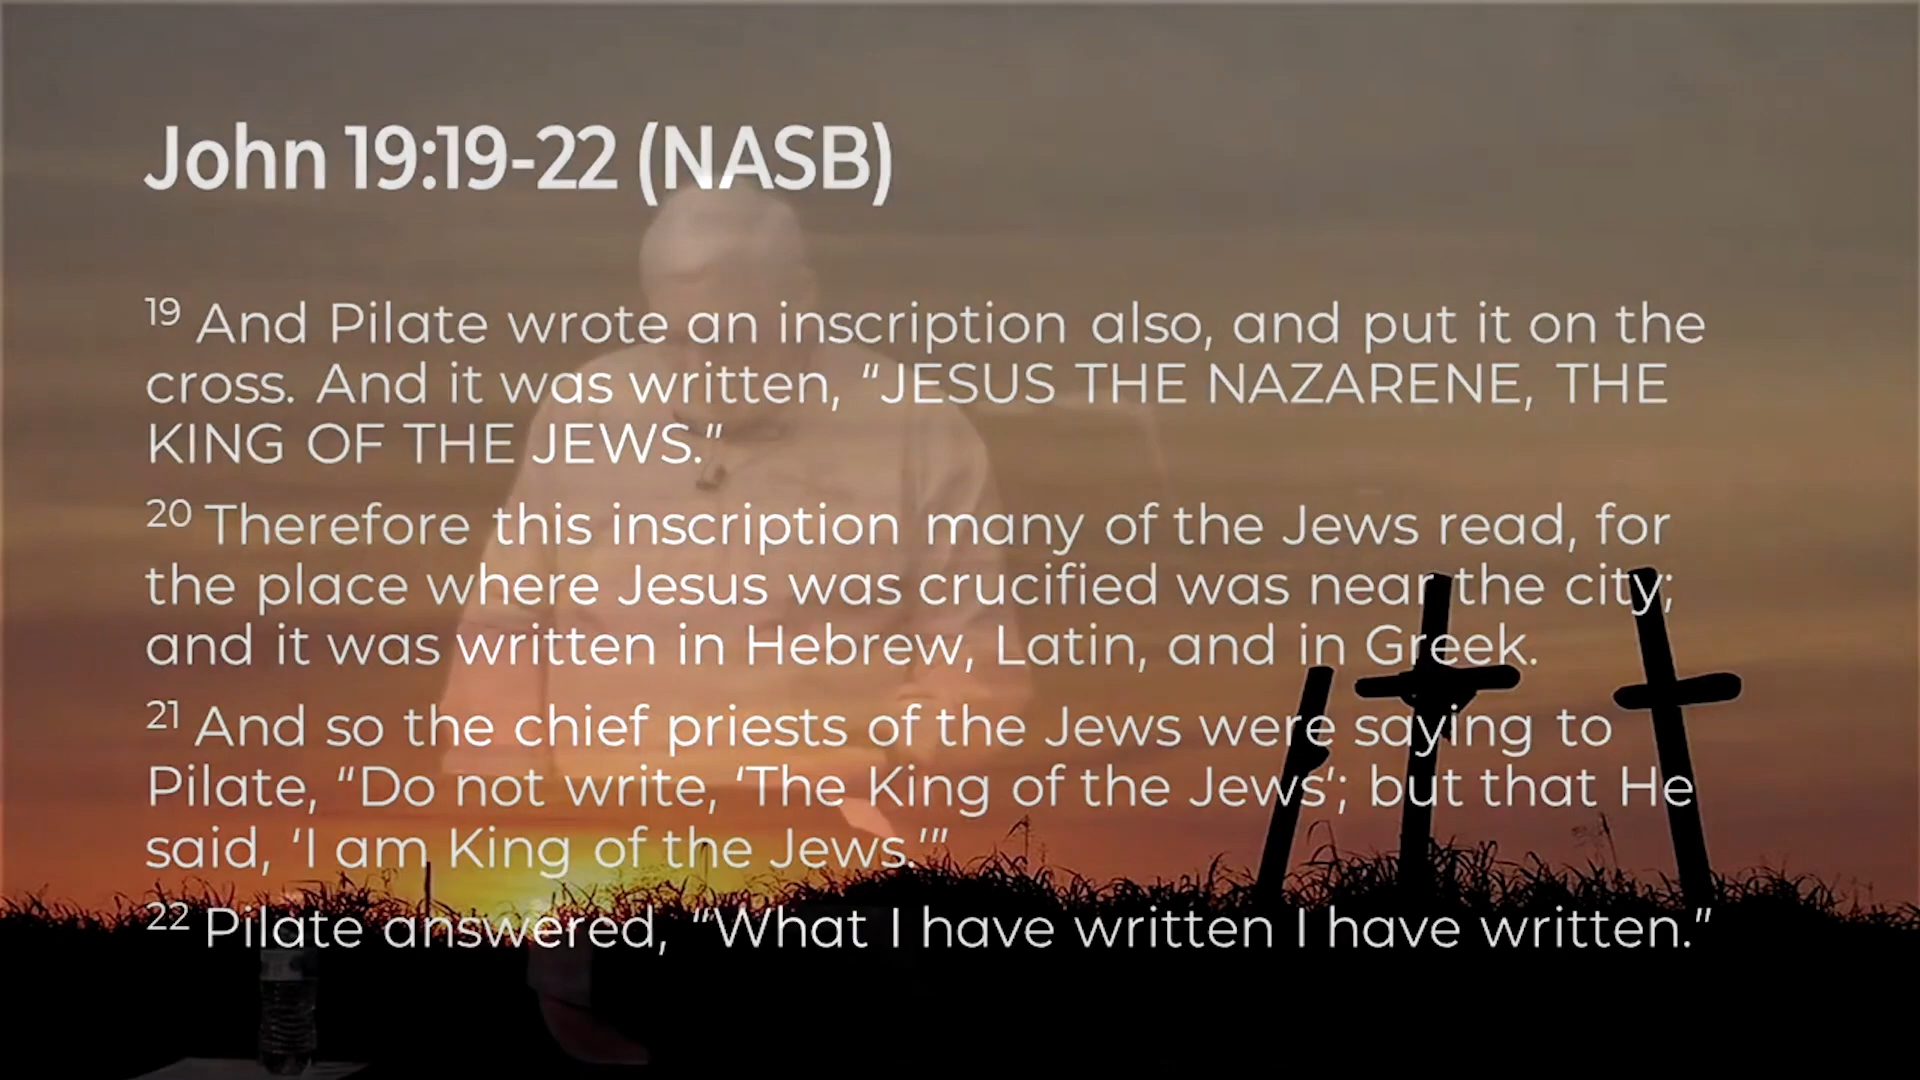 John 19:19-22 (NASB)
19 And Pilate wrote an inscription also, and put it on the
cross. And it was written, “JESUS THE NAZARENE, THE
KING OF THE JEWS.”
20 Therefore this inscription many of the Jews read, for
the place where Jesus was crucified was near the city;
and it was written in Hebrew, Latin, and in Greek.
21 And so the chief priests of the Jews were saying to
Pilate, “Do not write, ‘The King of the Jews’; but that He
said, ‘I am King of the Jews.’”
22 Pilate answered, “What I have written I have written.”